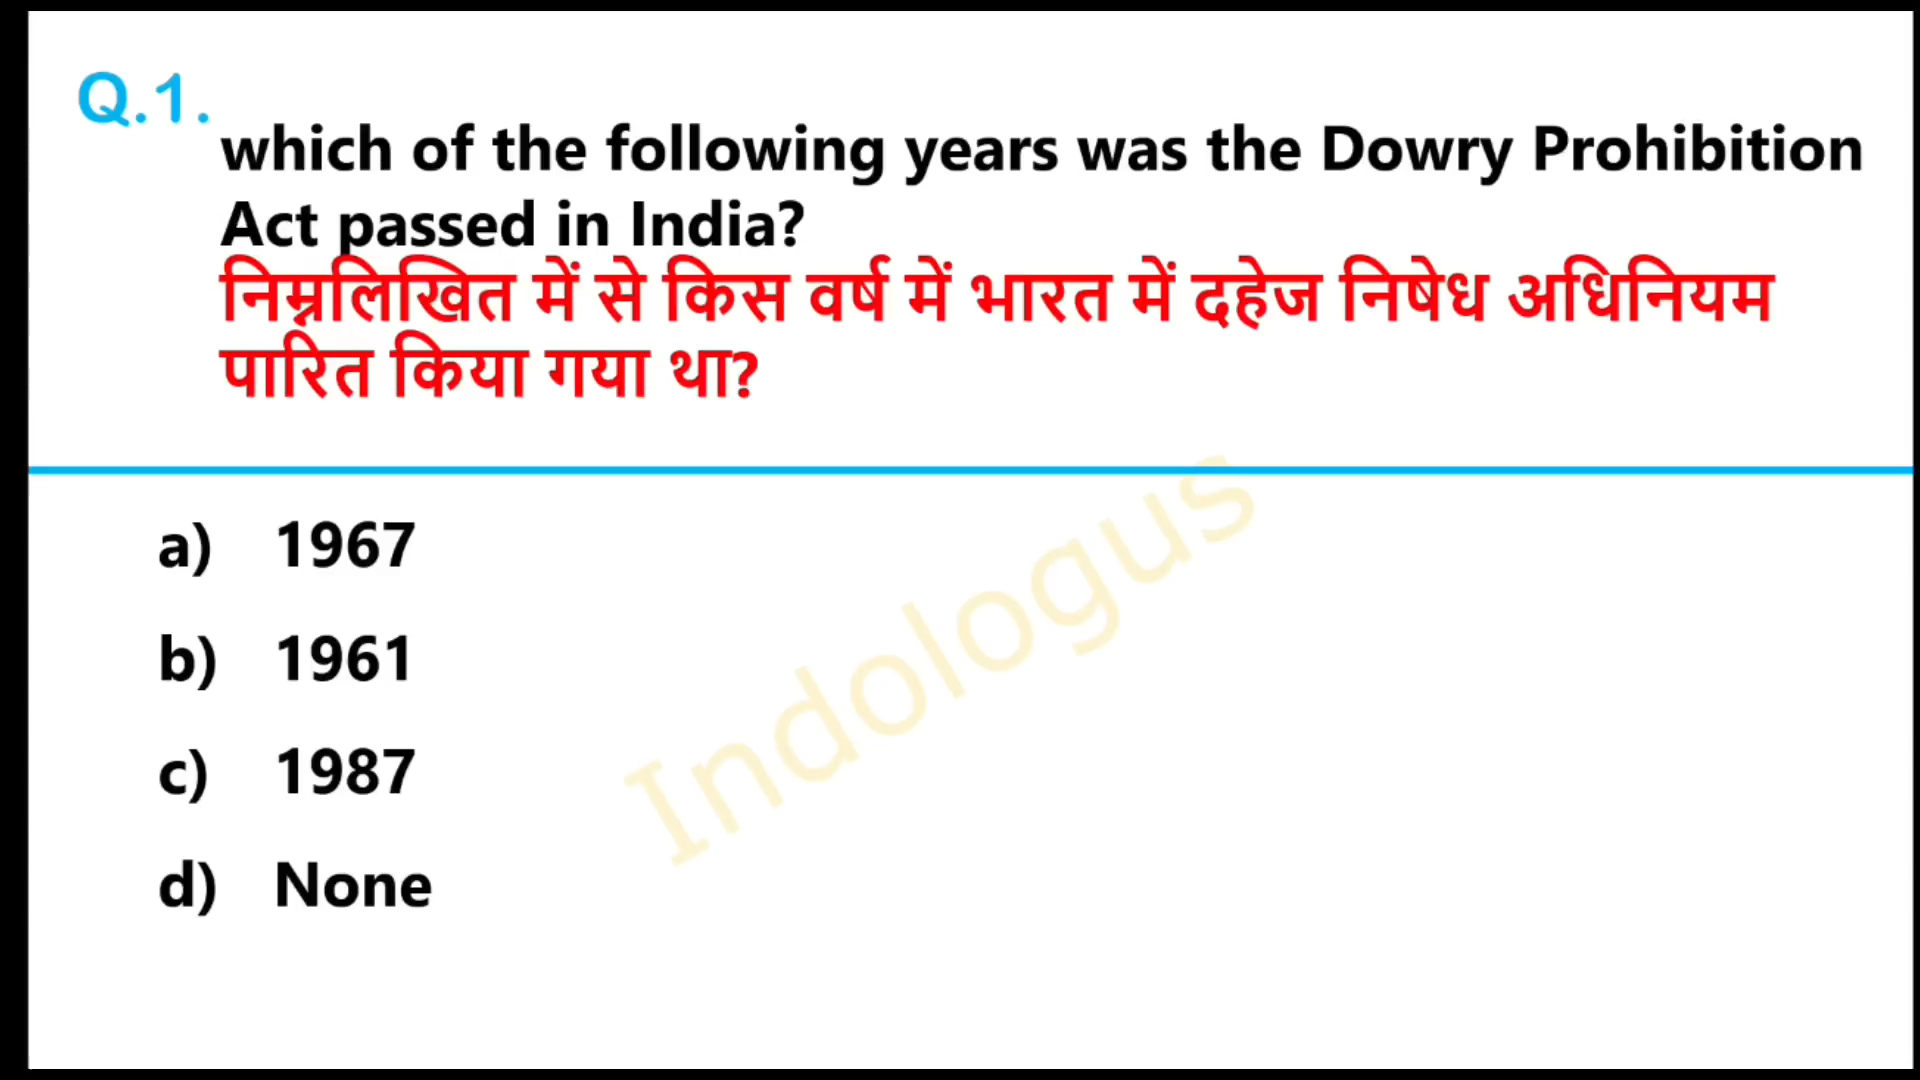 Q.1.
which of the following years was the Dowry Prohibition
Act passed in India?
निम्नलिखित में से किस वर्ष में भारत में दहेज निषेध अधिनियम
पारित किया गया था?
a) 1967
b) 1961
c) 1987
d) None
Indologus